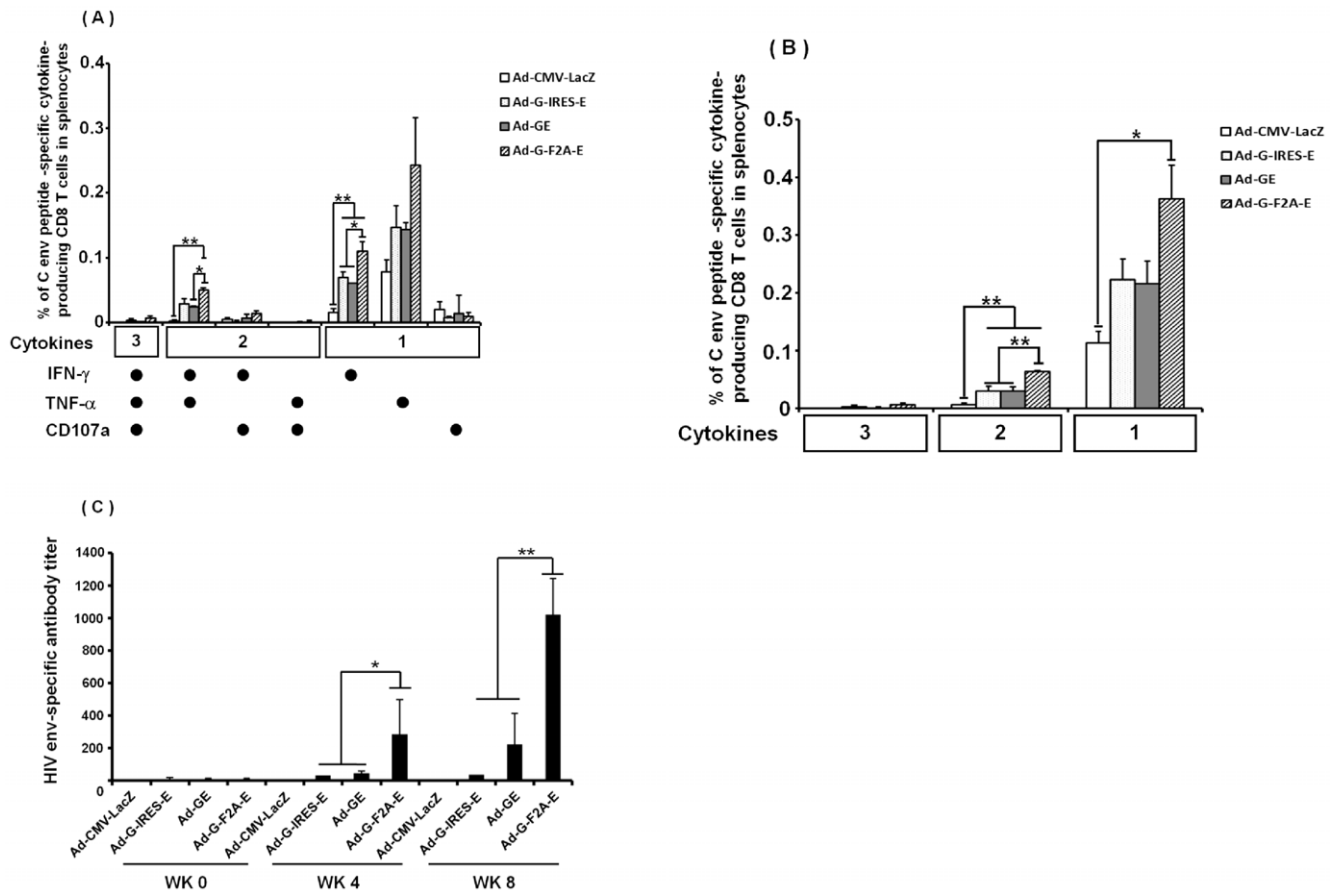 ( A )
0.4
0.3
0.2
0.1
0
% of C env peptide -specific cytokine-
producing CD8 T cells in splenocytes
Ad-CMV-LacZ
Ad-G-IRES-E
Ad-GE
Ad-G-F2A-E
**
*
**
*
Cytokines 3 2 1
IFN-γ
TNF-α
CD107a
( B )
0.5
0.4
0.3
0.2
0.1
0
% of C env peptide -specific cytokine-
producing CD8 T cells in splenocytes
Ad-CMV-LacZ
Ad-G-IRES-E
Ad-GE
Ad-G-F2A-E
**
**
*
Cytokines 3 2 1
( C )
1400
1200
1000
800
600
400
200
0
HIV env-specific antibody titer
*
**
Ad-CMV-LacZ
Ad-G-IRES-E
Ad-GE
Ad-G-F2A-E
Ad-CMV-LacZ
Ad-G-IRES-E
Ad-GE
Ad-G-F2A-E
Ad-CMV-LacZ
Ad-G-IRES-E
Ad-GE
Ad-G-F2A-E
WK 0 WK 4 WK 8